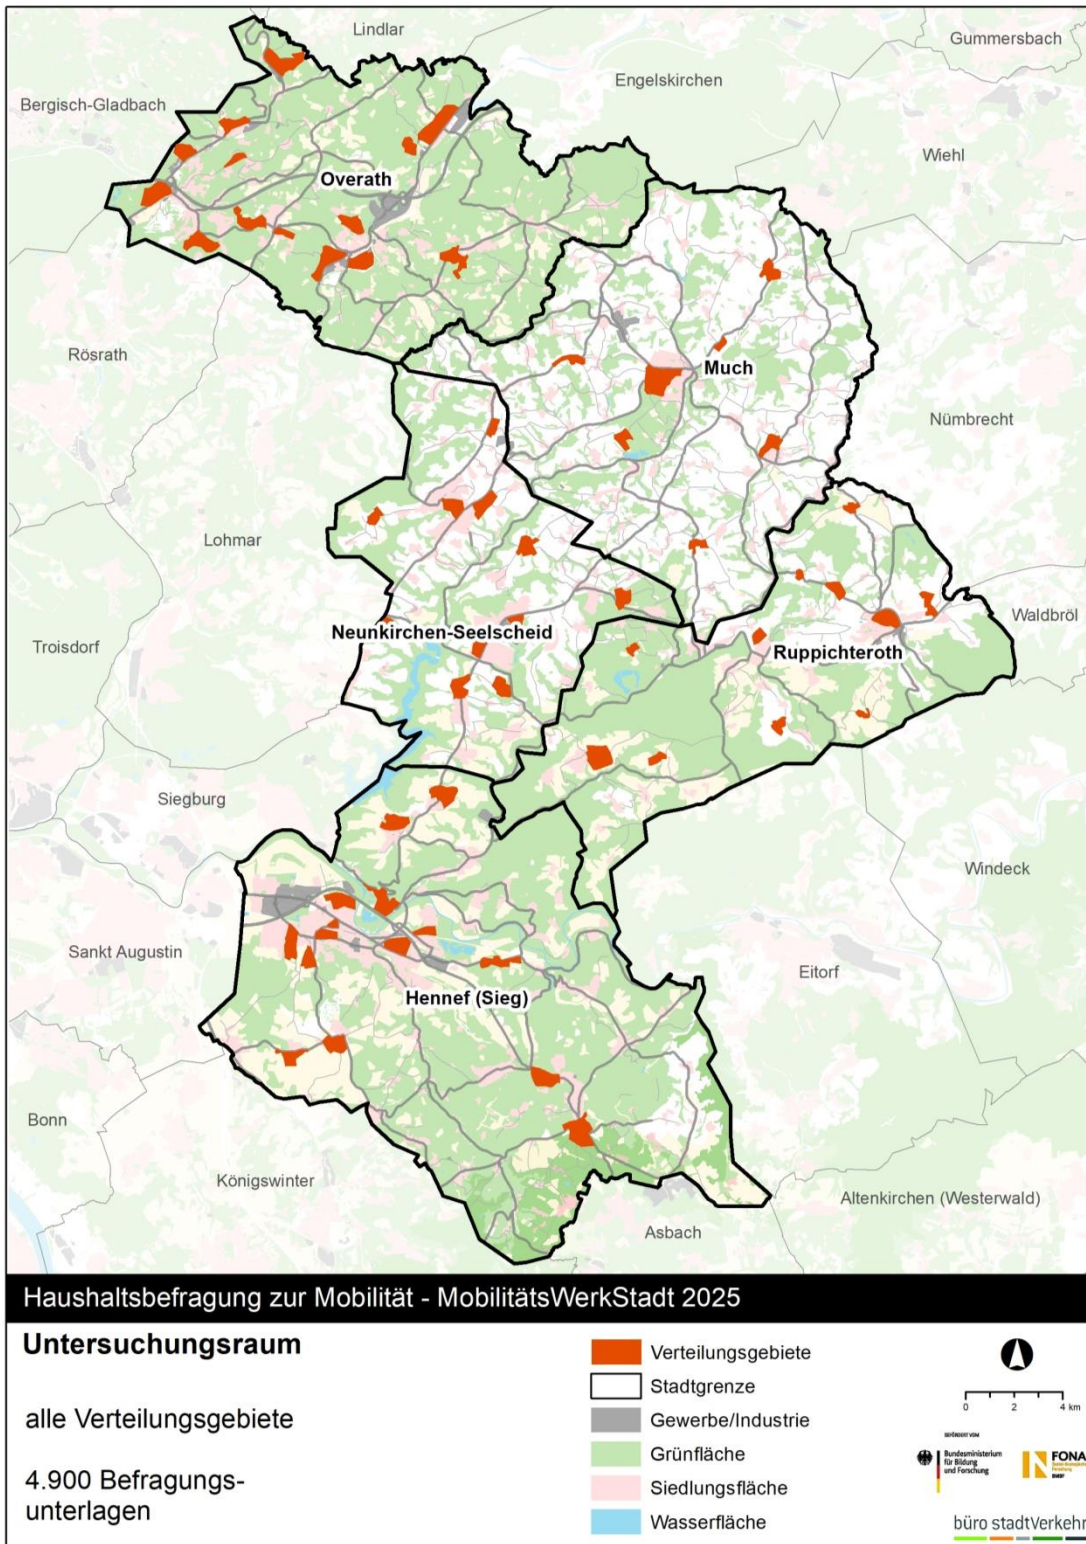 Lindlar
Gummersbach
Engelskirchen
Bergisch-Gladbach
Wiehl
Overath
Rösrath
Much
Nümbrecht
Lohmar
Waldbröl
Neunkirchen-Seelscheid
Troisdorf
Ruppichteroth
Siegburg
Windeck
Sankt Augustin
Eitorf
Hennef (Sieg)
Bonn
Königswinter
Altenkirchen (Westerwald)
Asbach
Haushaltsbefragung zur Mobilität - MobilitätsWerkStadt 2025
Untersuchungsraum
alle Verteilungsgebiete
4.900 Befragungs-
unterlagen
Verteilungsgebiete
Stadtgrenze
Gewerbe/Industrie
Grünfläche
Siedlungsfläche
Wasserfläche
0 2 4 km
GEFÖRDERT VOM
Bundesministerium
für Bildung
und Forschung
FONA
BMBF
büro stadtVerkehr